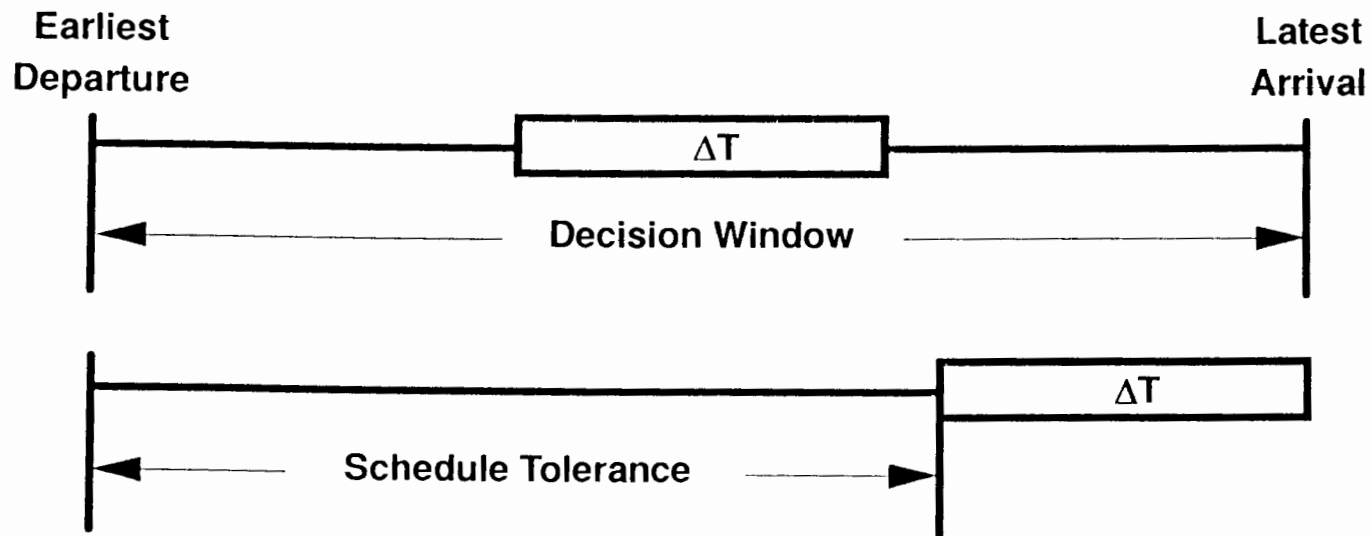 Earliest
Departure
Latest
Arrival
ΔT
Decision Window
ΔT
Schedule Tolerance